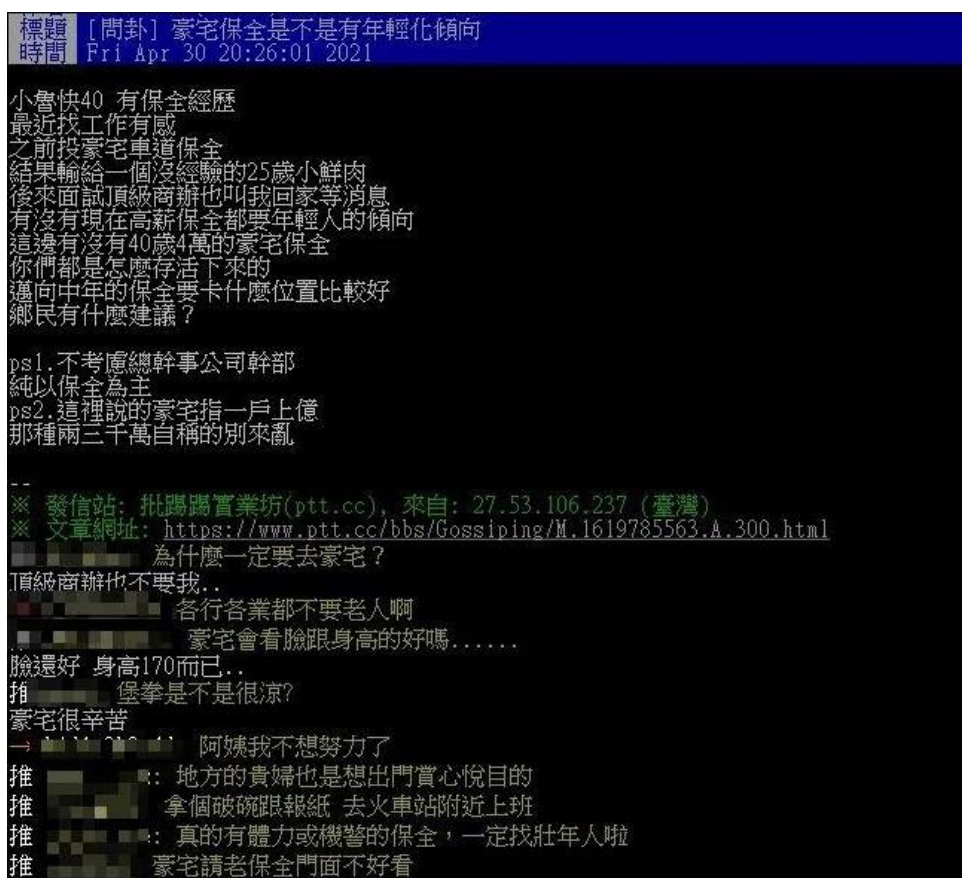 標題 [問卦] 豪宅保全是不是有年輕化傾向
時間 Fri Apr 30 20:26:01 2021
小魯快40 有保全經歷
最近找工作有感
之前投豪宅車道保全
結果輸給一個沒經驗的25歲小鮮肉
後來面試頂級商辦也叫我回家等消息
有沒有現在高薪保全都要年輕人的傾向
這邊有沒有40歲4萬的豪宅保全
你們都是怎麼存活下來的
邁向中年的保全要卡什麼位置比較好
鄉民有什麼建議?
ps1.不考慮總幹事公司幹部
純以保全為主
ps2.這裡說的豪宅指一戶上億
那種兩三千萬自稱的別來亂
--
※ 發信站: 批踢踢實業坊(ptt.cc), 來自: 27.53.106.237 (臺灣)
※ 文章網址: https://www.ptt.cc/bbs/Gossiping/M.1619785563.A.300.html
為什麼一定要去豪宅?
頂級商辦也不要我..
各行各業都不要老人啊
豪宅會看臉跟身高的好嗎......
臉還好 身高170而已..
推 堡拳是不是很涼?
豪宅很辛苦
→ 阿姨我不想努力了
推 : 地方的貴婦也是想出門賞心悅目的
推 拿個破碗跟報紙 去火車站附近上班
推 : 真的有體力或機警的保全,一定找壯年人啦
推 豪宅請老保全門面不好看